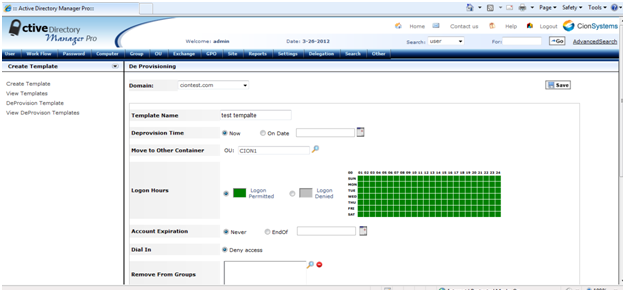 :: Active Directory Manager Pro::
Page Safety Tools
Active Directory
Manager Pro
Home Contact us Help Logout CionSystems
Welcome: admin Date: 3-26-2013 Search: user For: Go AdvancedSearch
User Work Flow Password Computer Group OU Exchange GPO Site Reports Settings Delegation Search Other
Create Template
De Provisioning
Create Template
View Templates
DeProvision Template
View DeProvison Templates
Domain: ciontest.com Save
Template Name test tempalte
Deprovision Time Now On Date
Move to Other Container OU: CION1
Logon Hours Logon Permitted Logon Denied
00 01 02 03 04 05 06 07 08 09 10 11 12 13 14 15 16 17 18 19 20 21 22 23 24
SUN
MON
TUE
WED
THU
FRI
SAT
Account Expiration Never EndOf
Dial In Deny access
Remove From Groups